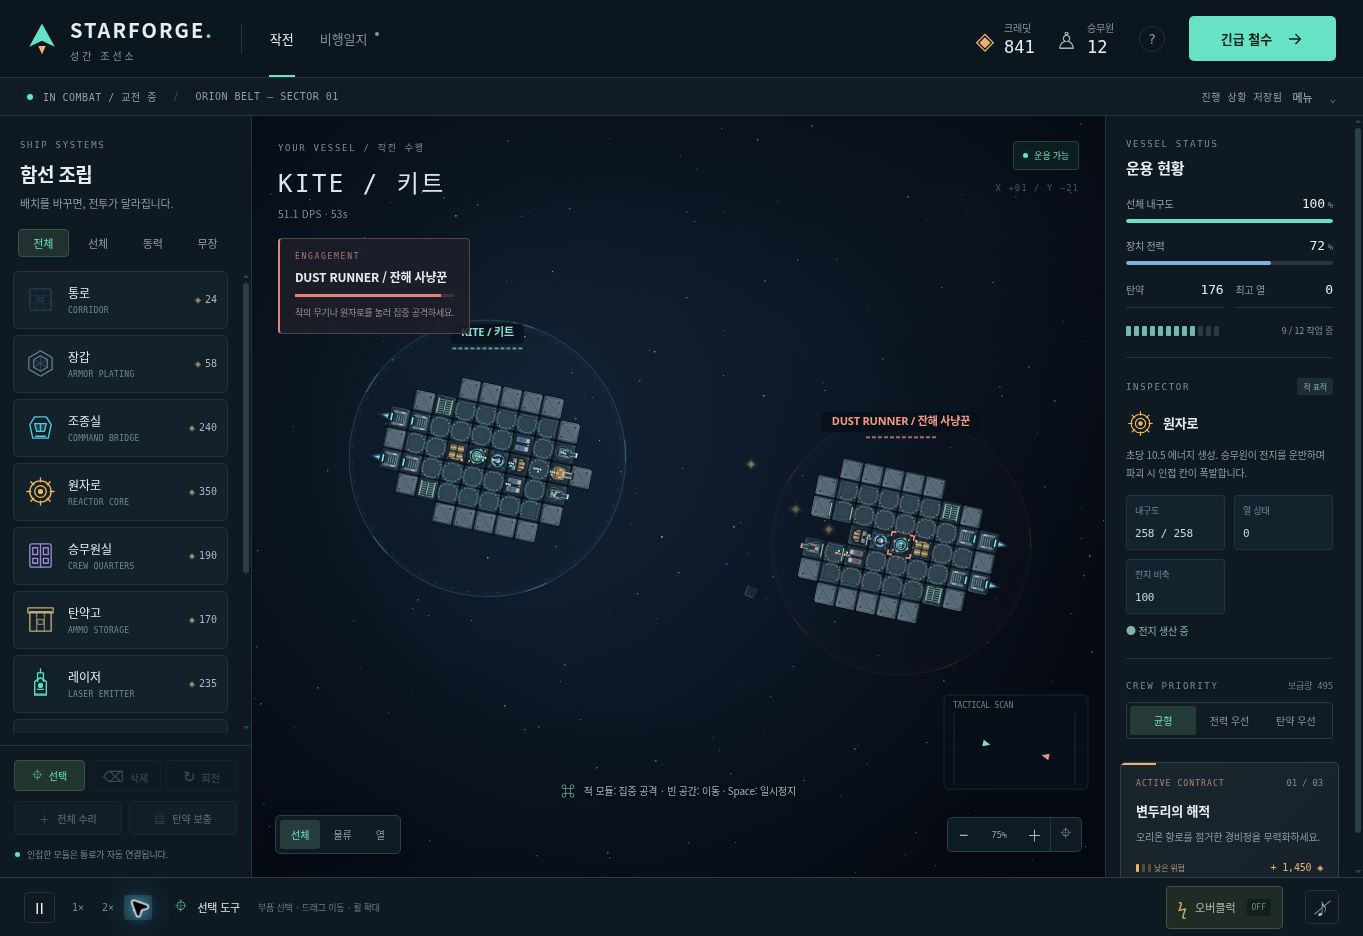 STARFORGE.
성간 조선소
작전
비행일지
크레딧
841
승무원
12
?
긴급 철수
IN COMBAT / 교전 중 / ORION BELT — SECTOR 01
진행 상황 저장됨 메뉴
SHIP SYSTEMS
함선 조립
배치를 바꾸면, 전투가 달라집니다.
전체 선체 동력 무장
통로
CORRIDOR
24
장갑
ARMOR PLATING
58
조종실
COMMAND BRIDGE
240
원자로
REACTOR CORE
350
승무원실
CREW QUARTERS
190
탄약고
AMMO STORAGE
170
레이저
LASER EMITTER
235
선택 삭제 회전
전체 수리 탄약 보충
인접한 모듈은 통로가 자동 연결됩니다.
YOUR VESSEL / 작전 수행
KITE / 키트
51.1 DPS · 53s
운용 가능
X +01 / Y −21
ENGAGEMENT
DUST RUNNER / 잔해 사냥꾼
적의 무기나 원자로를 눌러 집중 공격하세요.
KITE / 키트
DUST RUNNER / 잔해 사냥꾼
TACTICAL SCAN
적 모듈: 집중 공격 · 빈 공간: 이동 · Space: 일시정지
선체 물류 열
− 75% +
VESSEL STATUS
운용 현황
선체 내구도 100 %
장치 전력 72 %
탄약 176 최고 열 0
9 / 12 작업 중
INSPECTOR
적 표적
원자로
초당 10.5 에너지 생성. 승무원이 전지를 운반하며
파괴 시 인접 칸이 폭발합니다.
내구도
258 / 258
열 상태
0
전지 비축
100
전지 생산 중
CREW PRIORITY
보급량 495
균형 전력 우선 탄약 우선
ACTIVE CONTRACT
01 / 03
변두리의 해적
오리온 항로를 점거한 경비정을 무력화하세요.
낮은 위협
+ 1,450
1× 2×
선택 도구
부품 선택 · 드래그 이동 · 휠 확대
오버클럭 OFF